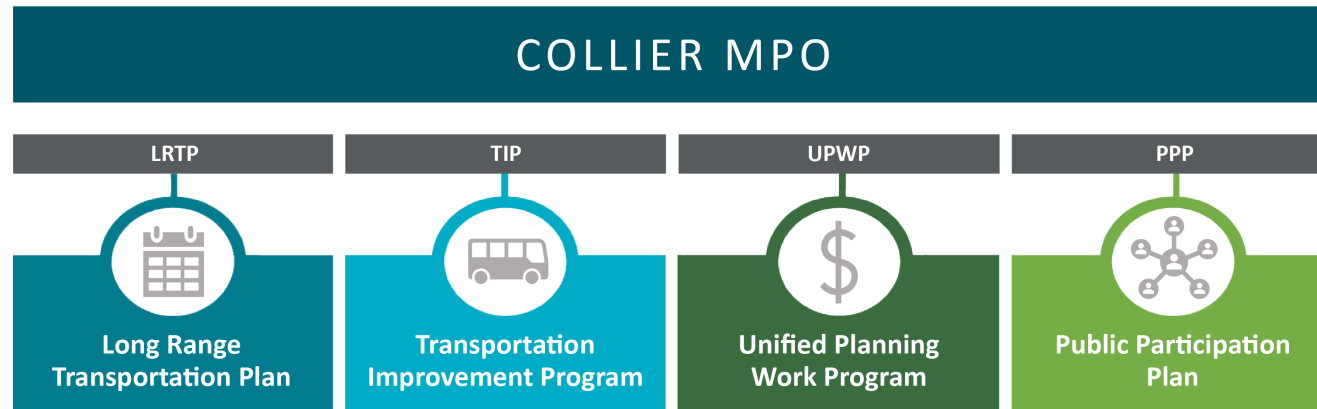 COLLIER MPO
LRTP
TIP
UPWP
PPP
Long Range
Transportation Plan
Transportation
Improvement Program
Unified Planning
Work Program
Public Participation
Plan